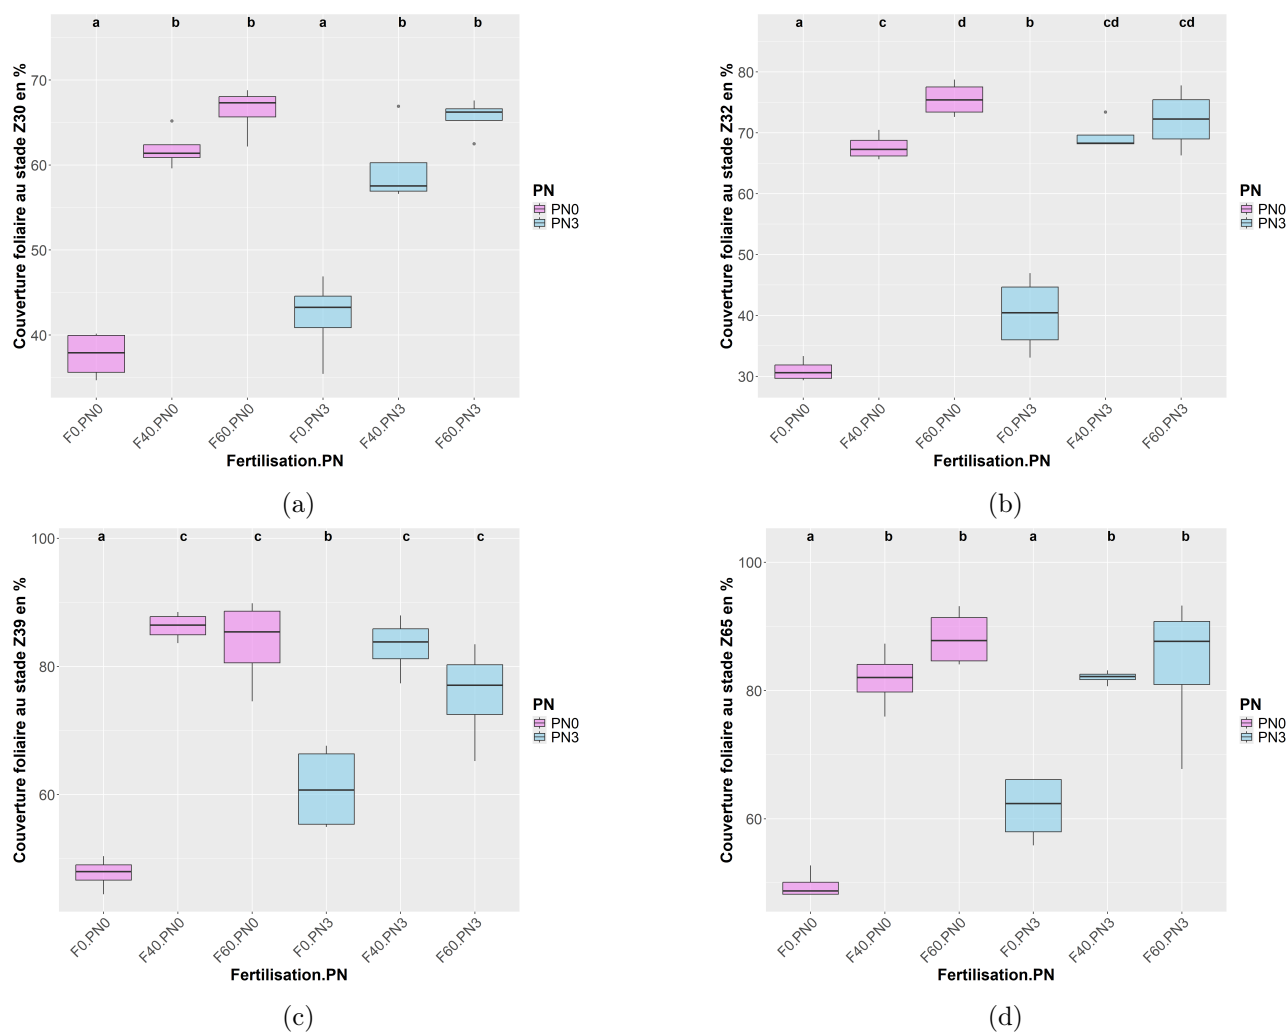 a b b a b b
Couverture foliaire au stade Z30 en %
70
60
50
40
F0.PN0 F40.PN0 F60.PN0 F0.PN3 F40.PN3 F60.PN3
Fertilisation.PN
PN
PN0
PN3
(a)
a c d b cd cd
Couverture foliaire au stade Z32 en %
80
70
60
50
40
30
F0.PN0 F40.PN0 F60.PN0 F0.PN3 F40.PN3 F60.PN3
Fertilisation.PN
PN
PN0
PN3
(b)
a c c b c c
Couverture foliaire au stade Z39 en %
100
80
60
F0.PN0 F40.PN0 F60.PN0 F0.PN3 F40.PN3 F60.PN3
Fertilisation.PN
PN
PN0
PN3
(c)
a b b a b b
Couverture foliaire au stade Z65 en %
100
80
60
F0.PN0 F40.PN0 F60.PN0 F0.PN3 F40.PN3 F60.PN3
Fertilisation.PN
PN
PN0
PN3
(d)